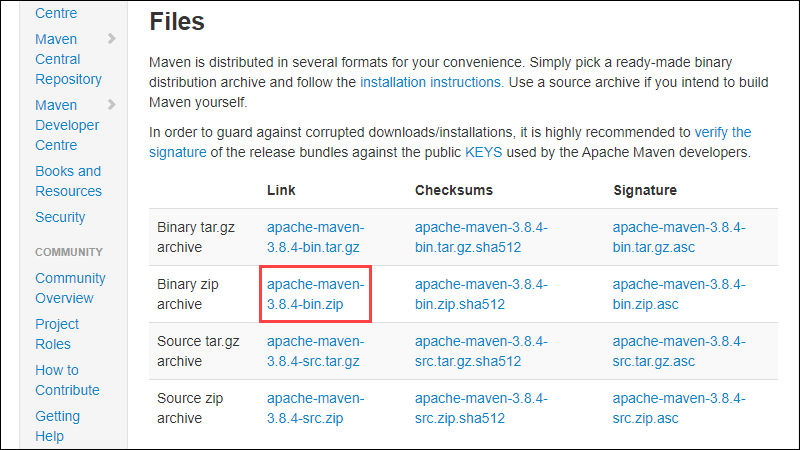 Centre
Maven
Central
Repository
Maven
Developer
Centre
Books and
Resources
Security
COMMUNITY
Community
Overview
Project
Roles
How to
Contribute
Getting
Help
Files
Maven is distributed in several formats for your convenience. Simply pick a ready-made binary
distribution archive and follow the installation instructions. Use a source archive if you intend to build
Maven yourself.
In order to guard against corrupted downloads/installations, it is highly recommended to verify the
signature of the release bundles against the public KEYS used by the Apache Maven developers.
Link Checksums Signature
Binary tar.gz apache-maven- apache-maven-3.8.4- apache-maven-3.8.4-
archive 3.8.4-bin.tar.gz bin.tar.gz.sha512 bin.tar.gz.asc
Binary zip apache-maven- apache-maven-3.8.4- apache-maven-3.8.4-
archive 3.8.4-bin.zip bin.zip.sha512 bin.zip.asc
Source tar.gz apache-maven- apache-maven-3.8.4- apache-maven-3.8.4-
archive 3.8.4-src.tar.gz src.tar.gz.sha512 src.tar.gz.asc
Source zip apache-maven- apache-maven-3.8.4- apache-maven-3.8.4-
archive 3.8.4-src.zip src.zip.sha512 src.zip.asc